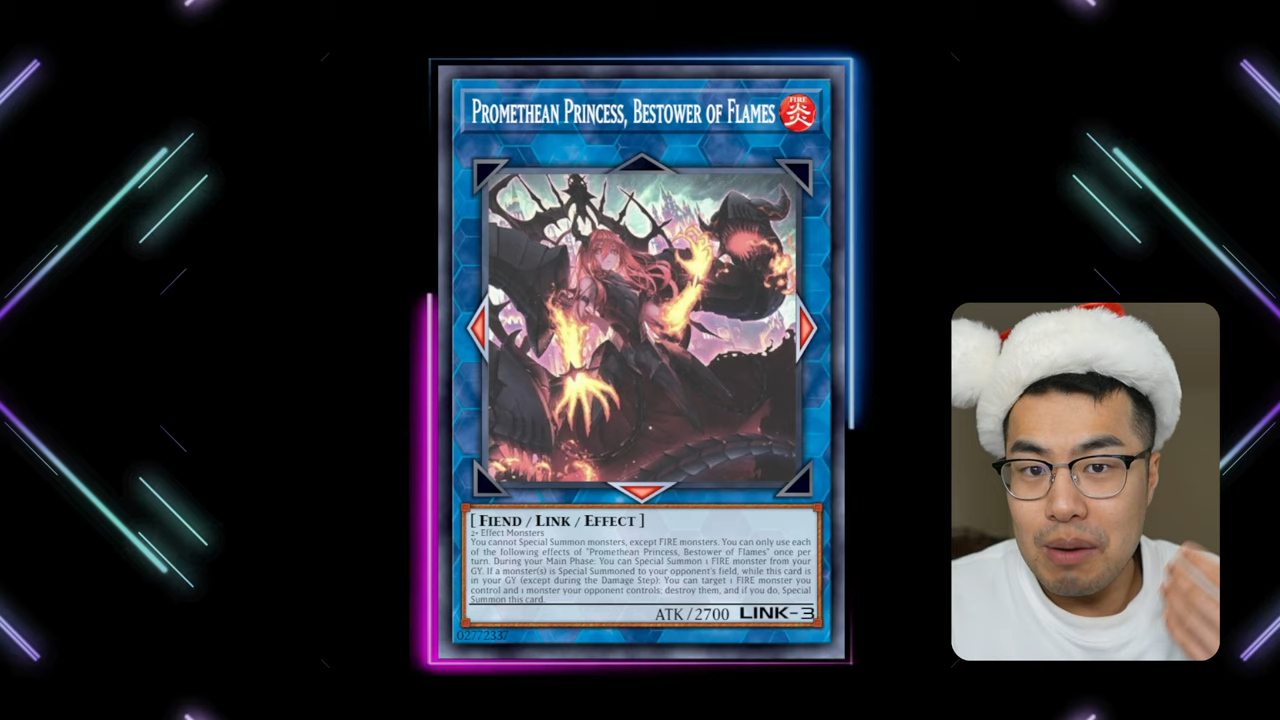 PROMETHEAN PRINCESS, BESTOWER OF FLAMES
FIRE
炎
[ FIEND / LINK / EFFECT ]
2+ Effect Monsters
You cannot Special Summon monsters, except FIRE monsters. You can only use each
of the following effects of "Promethean Princess, Bestower of Flames" once per
turn. During your Main Phase: You can Special Summon 1 FIRE monster from your
GY. If a monster(s) is Special Summoned to your opponent's field, while this card is
in your GY (except during the Damage Step): You can target 1 FIRE monster you
control and 1 monster your opponent controls; destroy them, and if you do, Special
Summon this card.
ATK/2700 LINK-3
02772337